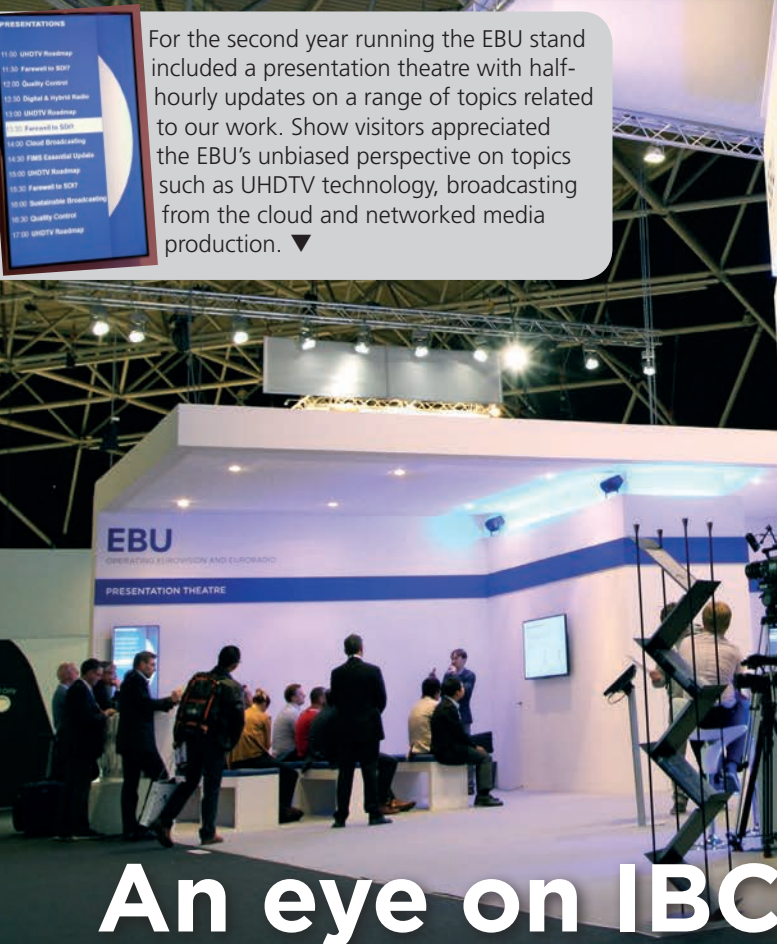 PRESENTATIONS
11:00 UHDTV Roadmap
11:30 Farewell to SDI?
12:00 Quality Control
12:30 Digital & Hybrid Radio
13:00 UHDTV Roadmap
13:30 Farewell to SDI?
14:00 Cloud Broadcasting
14:30 FIMS Essential Update
15:00 UHDTV Roadmap
15:30 Farewell to SDI?
16:00 Sustainable Broadcasting
16:30 Quality Control
17:00 UHDTV Roadmap
For the second year running the EBU stand
included a presentation theatre with half-
hourly updates on a range of topics related
to our work. Show visitors appreciated
the EBU’s unbiased perspective on topics
such as UHDTV technology, broadcasting
from the cloud and networked media
production. ▼
EBU
OPERATING EUROVISION AND EURORADIO
PRESENTATION THEATRE
An eye on IBC